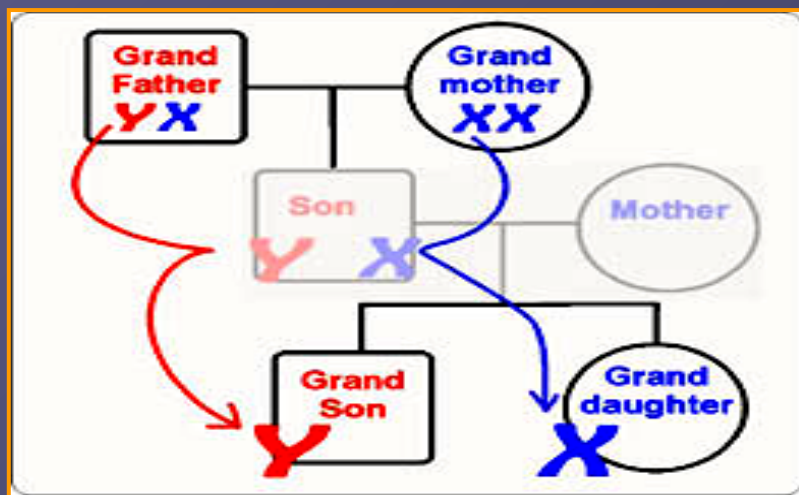 Grand
Father
YX
Grand
mother
XX
Son
Y X
Mother
Grand
Son
Y
Grand
daughter
X